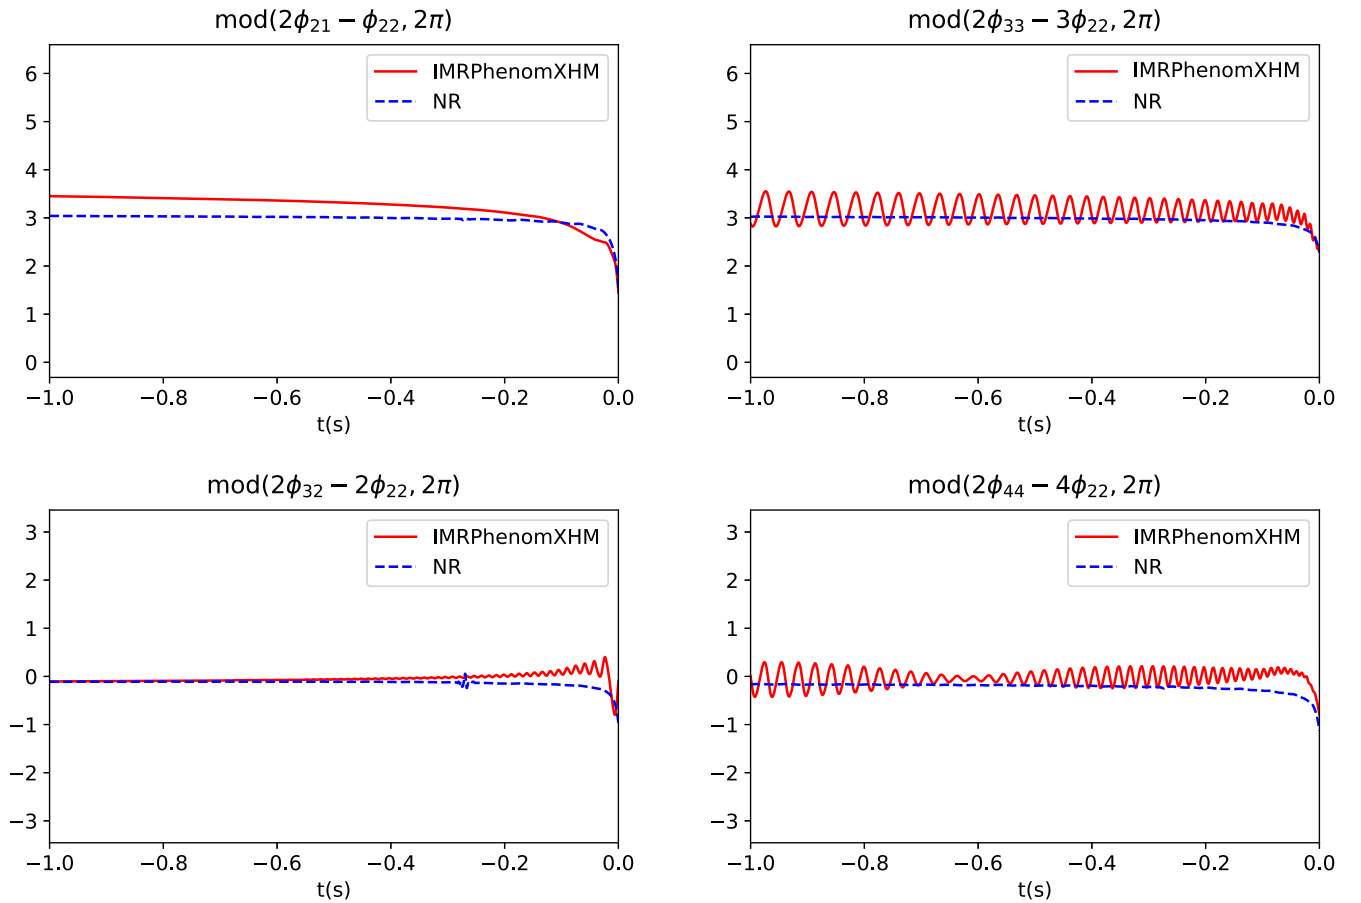 mod(2ϕ₂₁ − ϕ₂₂, 2π)
6
5
4
3
2
1
0
IMRPhenomXHM
NR
−1.0 −0.8 −0.6 −0.4 −0.2 0.0
t(s)
mod(2ϕ₃₃ − 3ϕ₂₂, 2π)
6
5
4
3
2
1
0
IMRPhenomXHM
NR
−1.0 −0.8 −0.6 −0.4 −0.2 0.0
t(s)
mod(2ϕ₃₂ − 2ϕ₂₂, 2π)
3
2
1
0
−1
−2
−3
IMRPhenomXHM
NR
−1.0 −0.8 −0.6 −0.4 −0.2 0.0
t(s)
mod(2ϕ₄₄ − 4ϕ₂₂, 2π)
3
2
1
0
−1
−2
−3
IMRPhenomXHM
NR
−1.0 −0.8 −0.6 −0.4 −0.2 0.0
t(s)